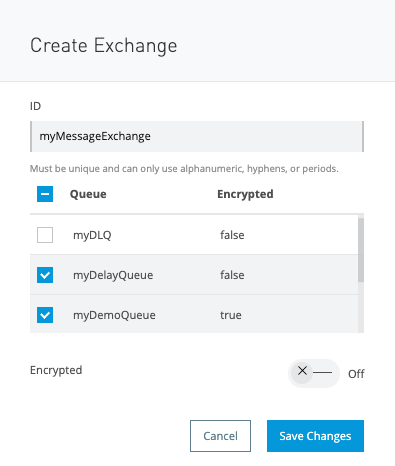 Create Exchange
ID
myMessageExchange
Must be unique and can only use alphanumeric, hyphens, or periods.
Queue Encrypted
myDLQ false
myDelayQueue false
myDemoQueue true
Encrypted Off
Cancel Save Changes